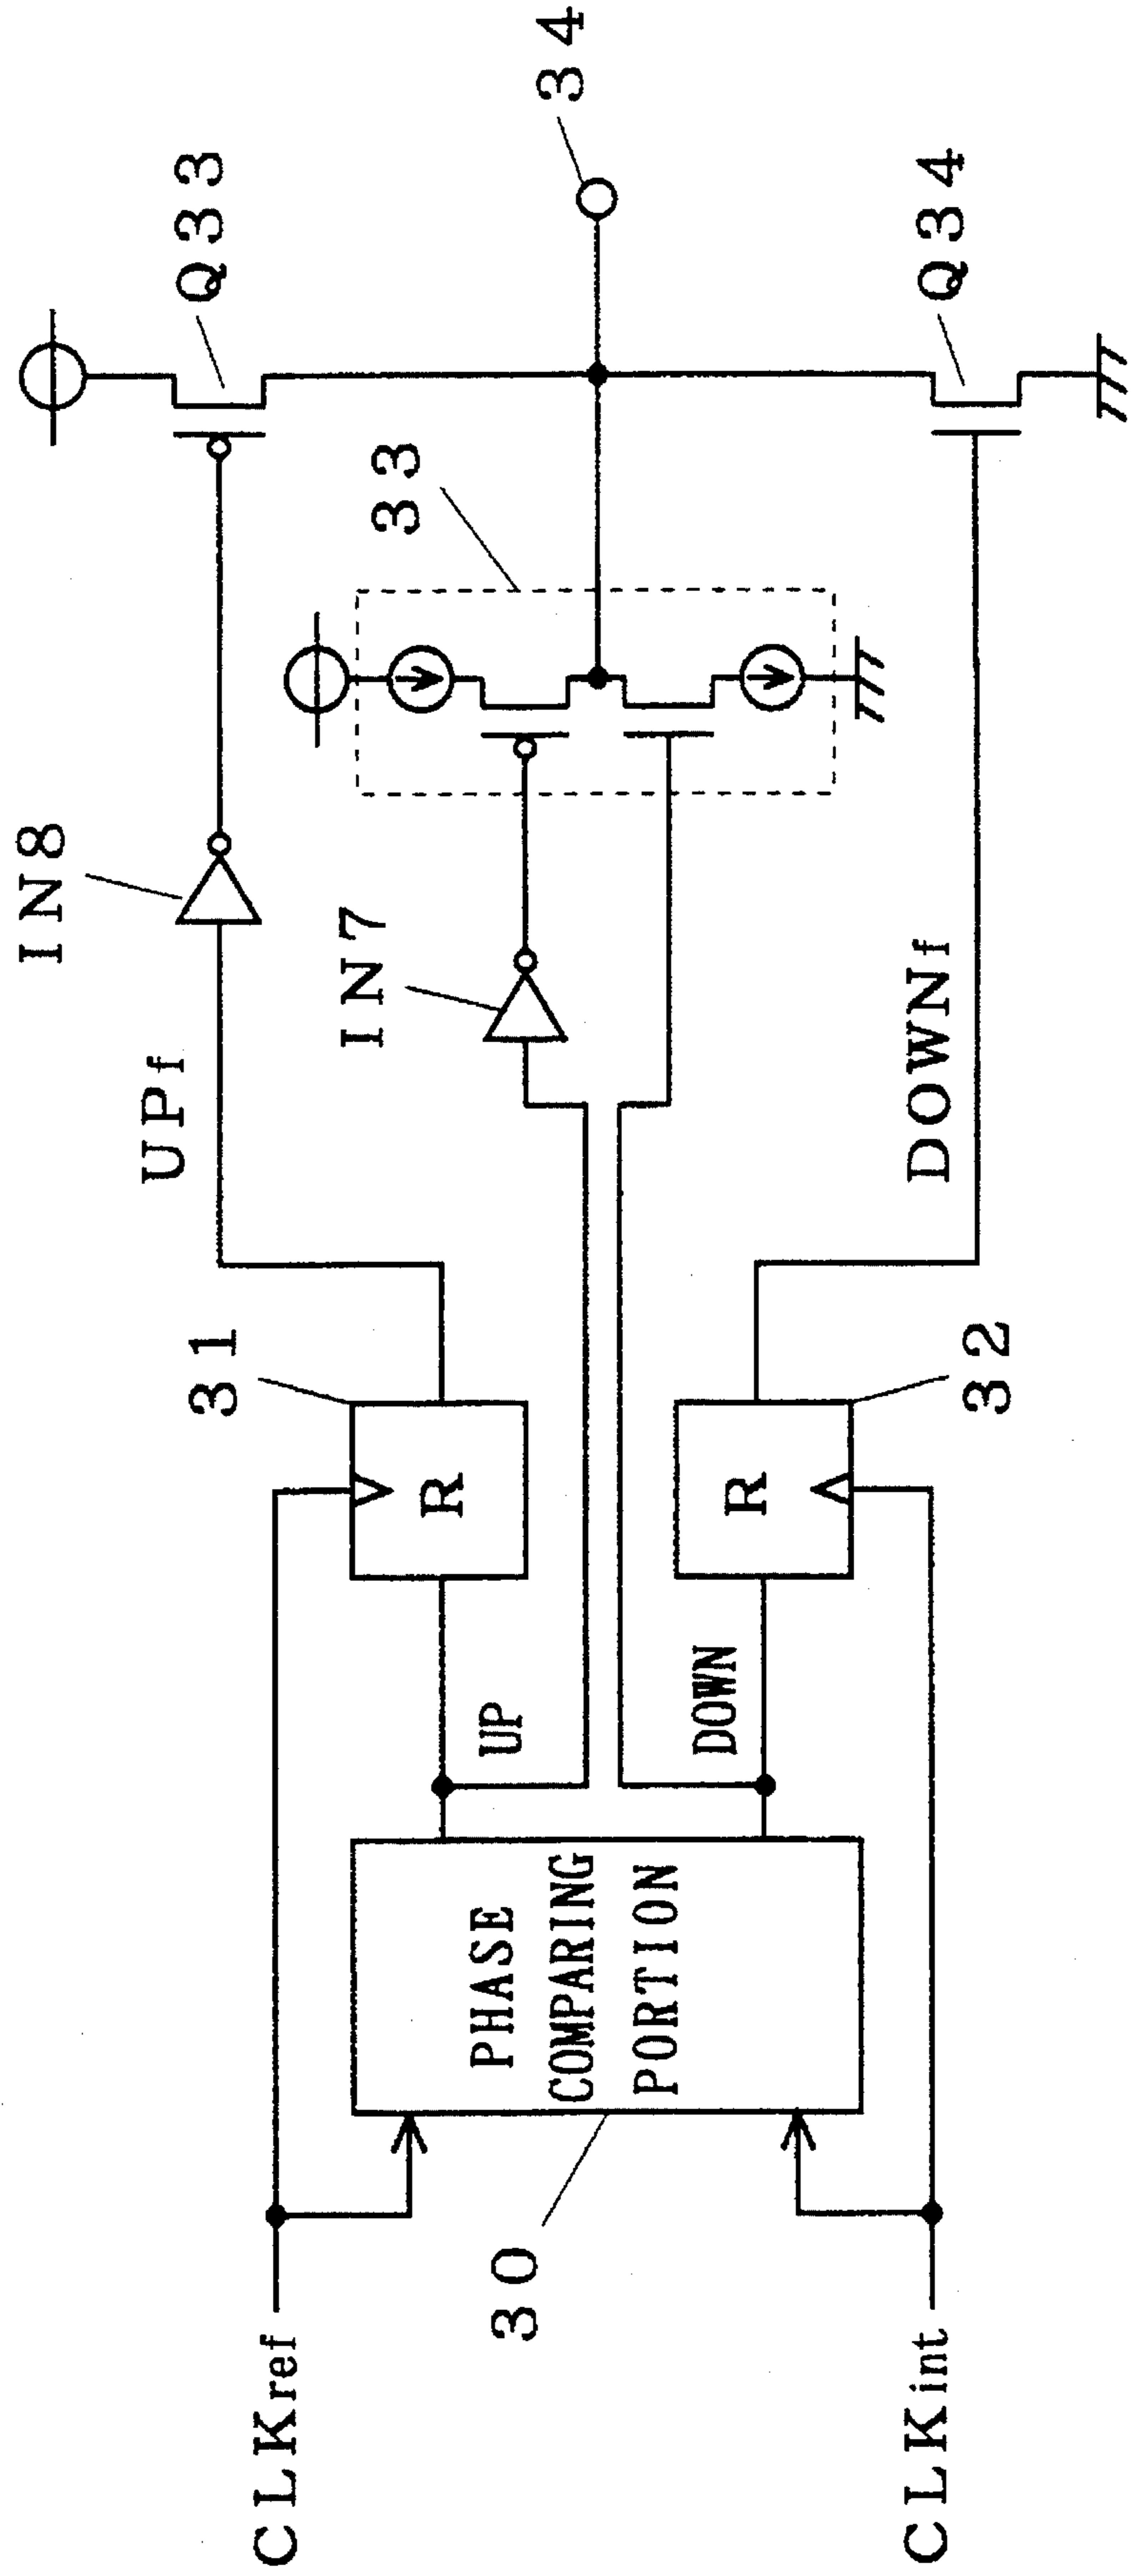 CLKref
CLKint
30
PHASE
COMPARING
PORTION
UP
DOWN
R
31
R
32
UPf
DOWNf
IN8
IN7
33
Q33
Q34
34